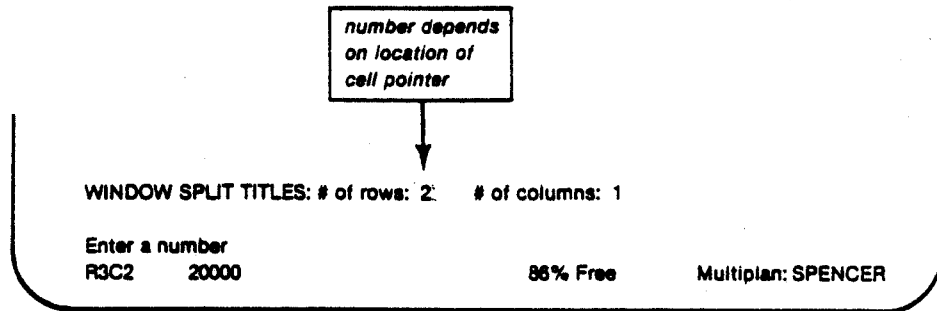 number depends
on location of
cell pointer
WINDOW SPLIT TITLES: # of rows: 2 # of columns: 1
Enter a number
R3C2 20000 86% Free Multiplan: SPENCER